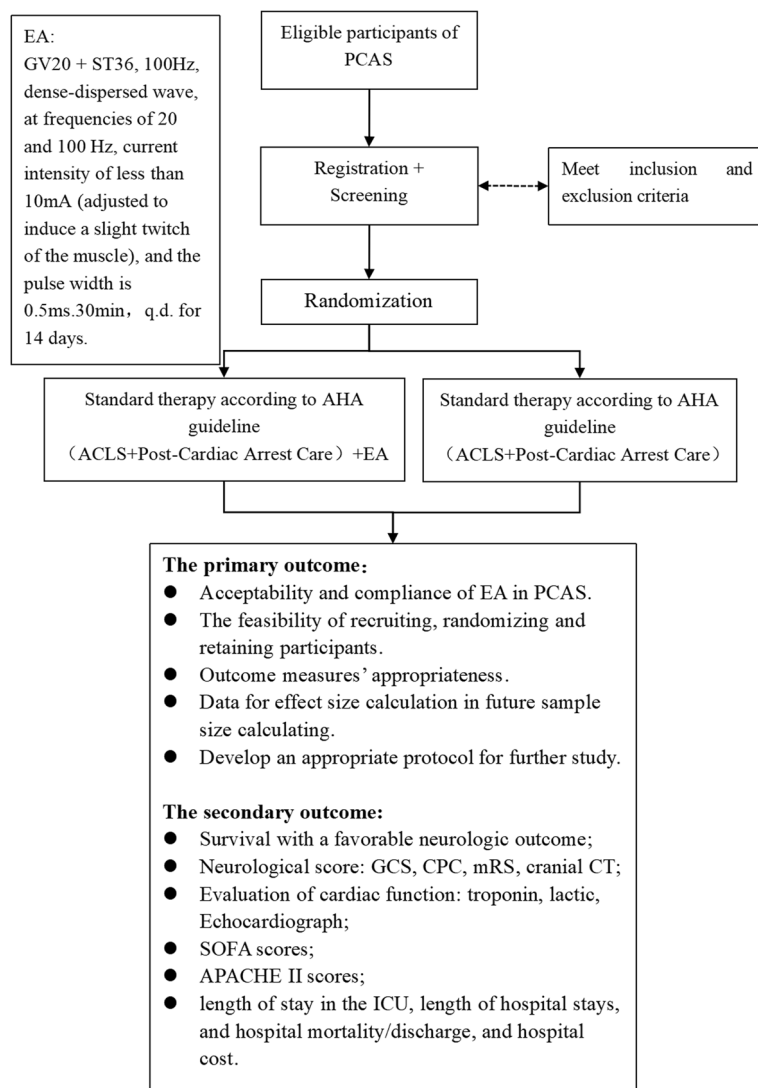 EA:
GV20 + ST36, 100Hz,
dense-dispersed wave,
at frequencies of 20
and 100 Hz, current
intensity of less than
10mA (adjusted to
induce a slight twitch
of the muscle), and the
pulse width is
0.5ms.30min，q.d. for
14 days.
Eligible participants of
PCAS
Registration +
Screening
Meet inclusion and
exclusion criteria
Randomization
Standard therapy according to AHA
guideline
（ACLS+Post-Cardiac Arrest Care）+EA
Standard therapy according to AHA
guideline
（ACLS+Post-Cardiac Arrest Care）
The primary outcome：
● Acceptability and compliance of EA in PCAS.
● The feasibility of recruiting, randomizing and
retaining participants.
● Outcome measures’ appropriateness.
● Data for effect size calculation in future sample
size calculating.
● Develop an appropriate protocol for further study.
The secondary outcome:
● Survival with a favorable neurologic outcome;
● Neurological score: GCS, CPC, mRS, cranial CT;
● Evaluation of cardiac function: troponin, lactic,
Echocardiograph;
● SOFA scores;
● APACHE II scores;
● length of stay in the ICU, length of hospital stays,
and hospital mortality/discharge, and hospital
cost.